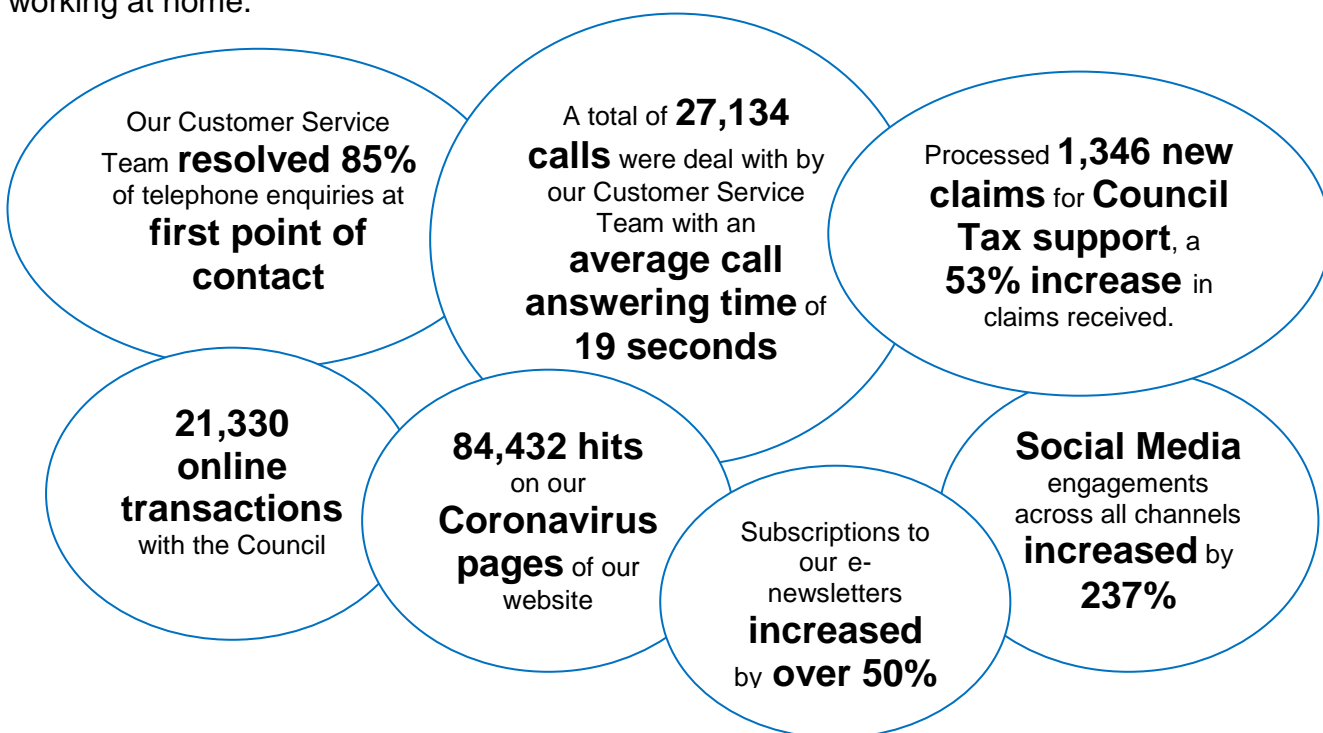 working at home.
Our Customer Service
Team resolved 85%
of telephone enquiries at
first point of
contact
A total of 27,134
calls were deal with by
our Customer Service
Team with an
average call
answering time of
19 seconds
Processed 1,346 new
claims for Council
Tax support, a
53% increase in
claims received.
21,330
online
transactions
with the Council
84,432 hits
on our
Coronavirus
pages of our
website
Subscriptions to
our e-
newsletters
increased
by over 50%
Social Media
engagements
across all channels
increased by
237%